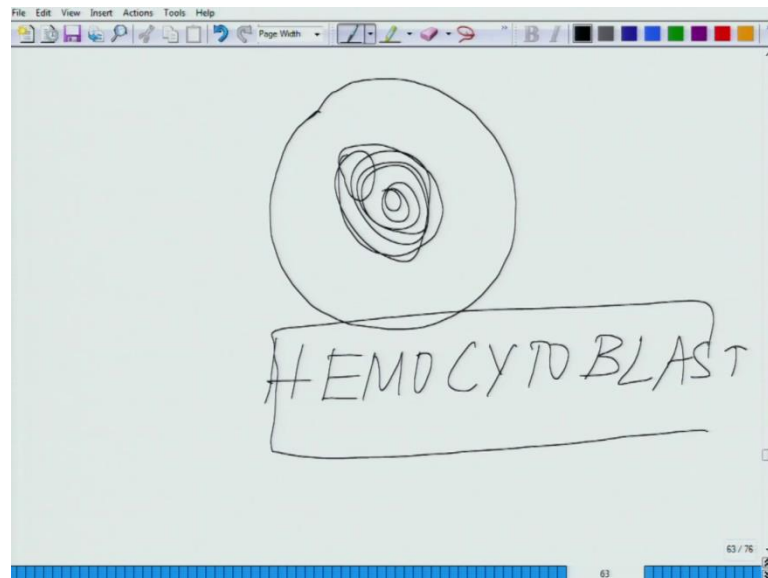 File Edit View Insert Actions Tools Help
Page Width B I
HEMOCYTOBLAST
63 / 76
63